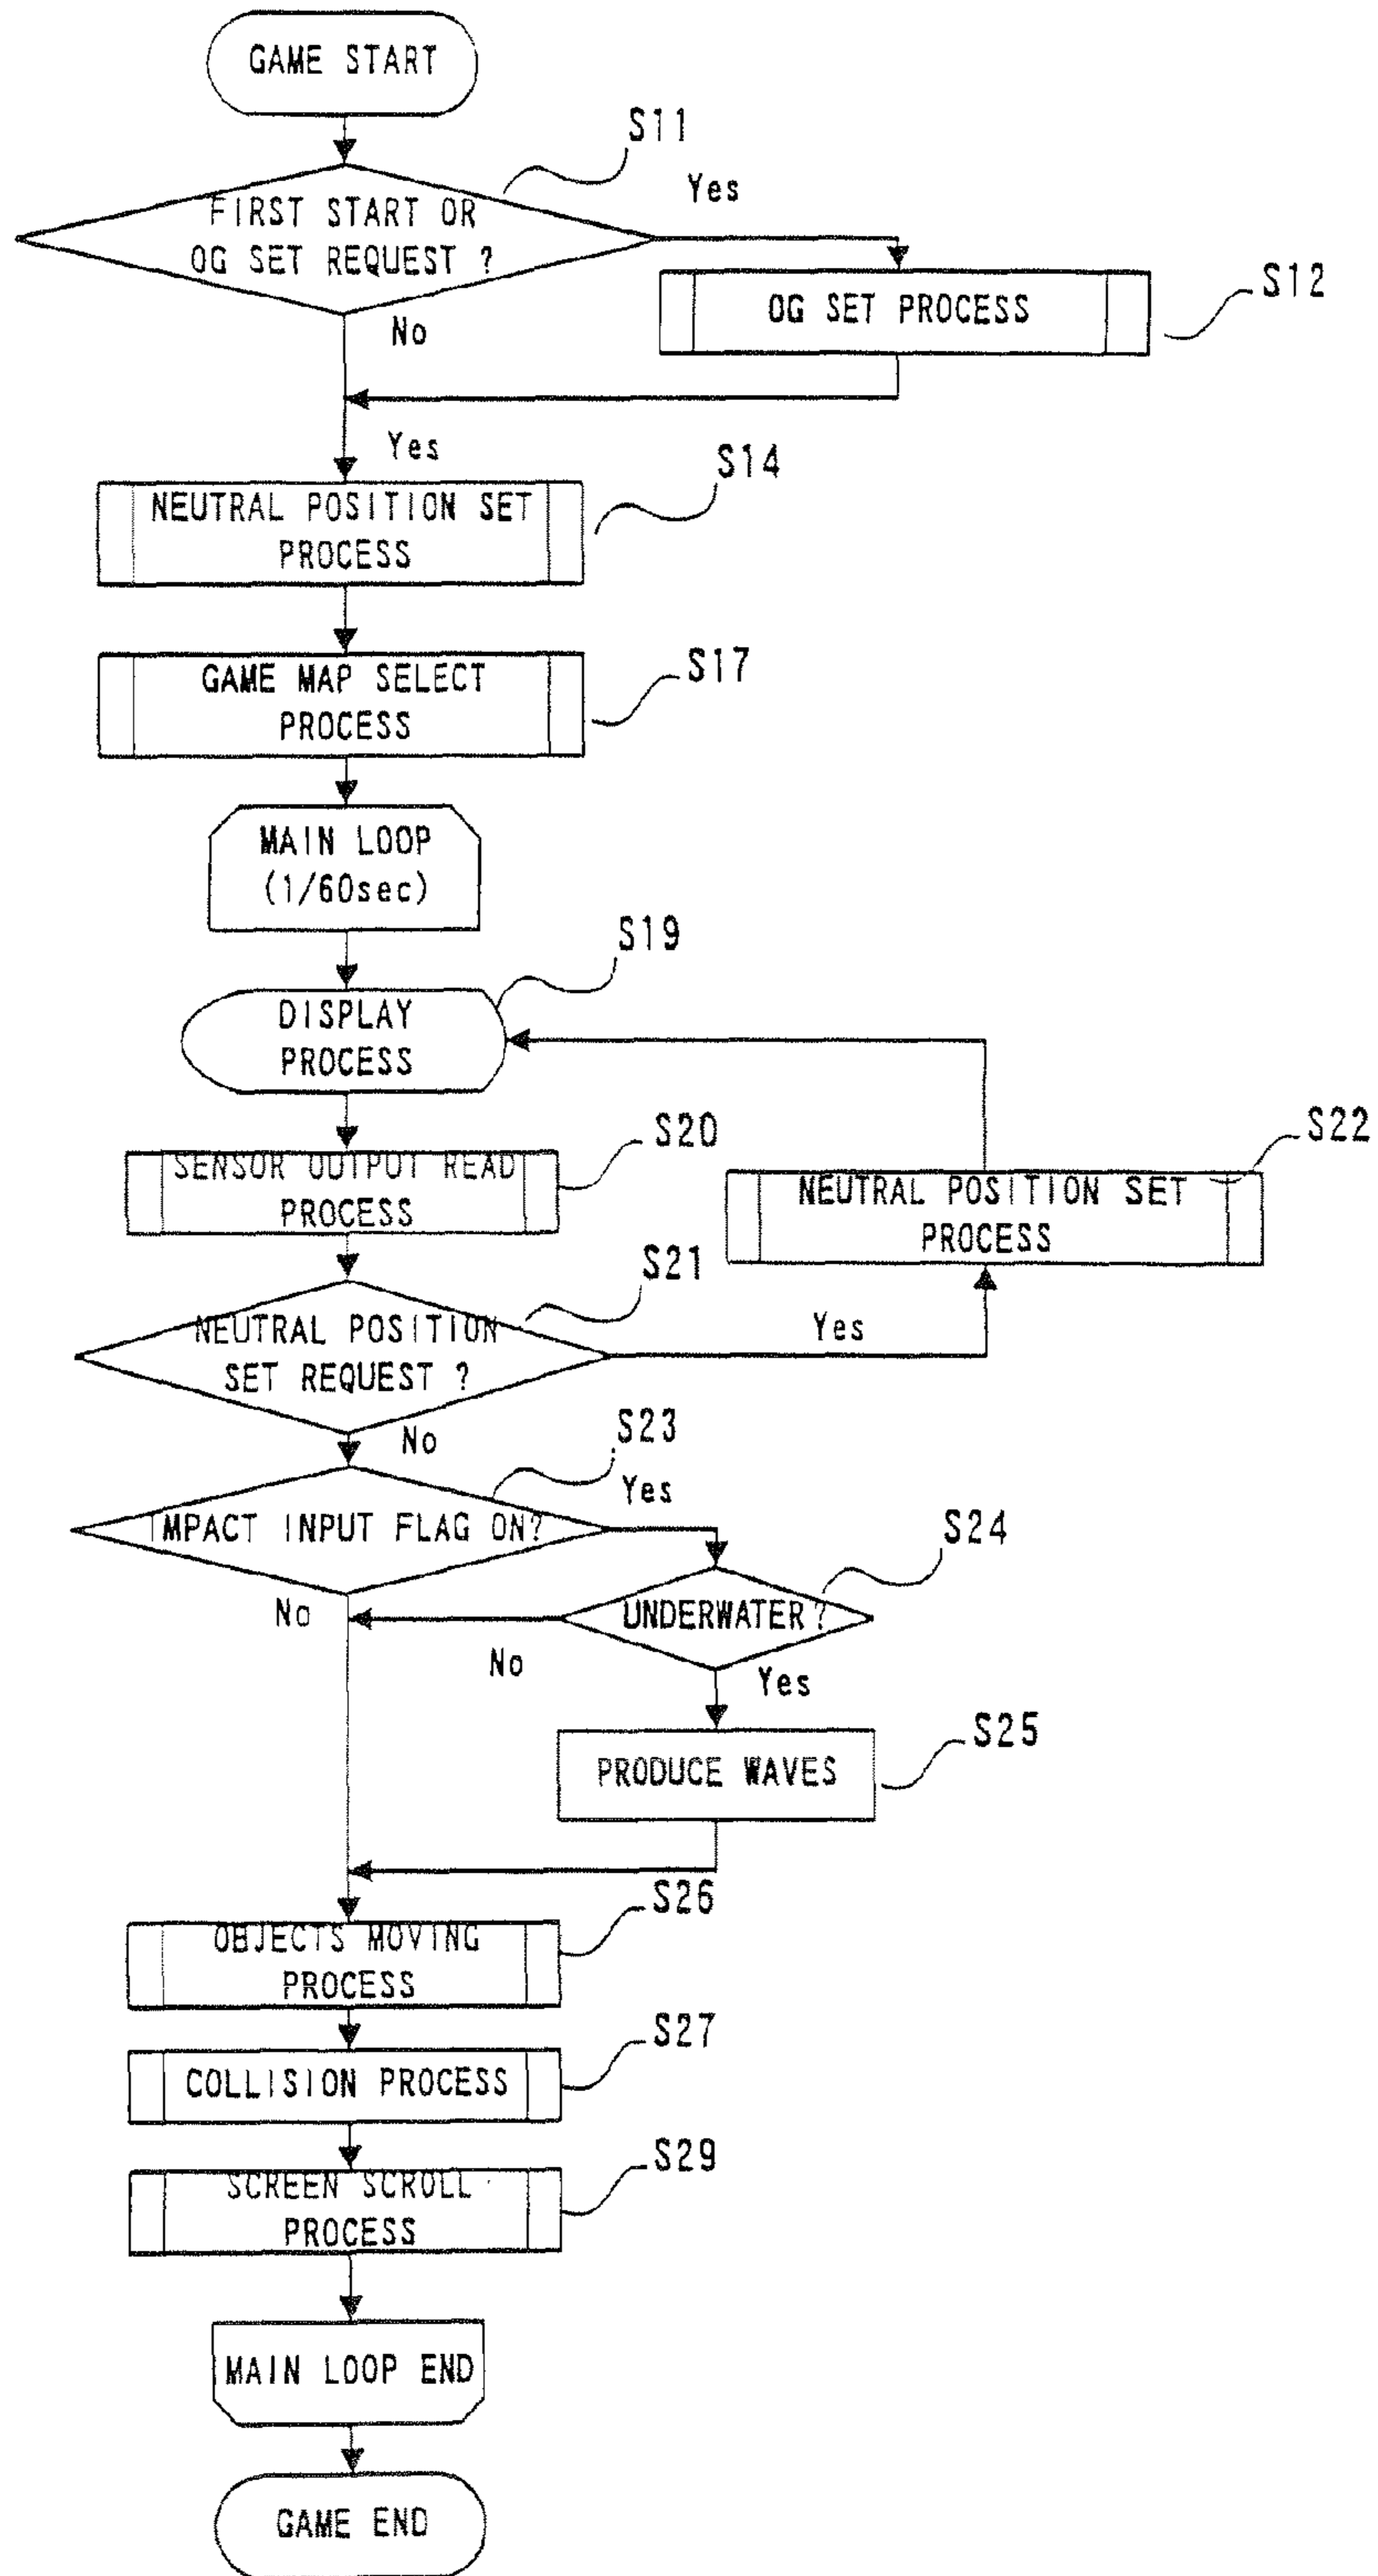 GAME START
S11
Yes
FIRST START OR
OG SET REQUEST ?
S12
OG SET PROCESS
No
Yes
S14
NEUTRAL POSITION SET
PROCESS
S17
GAME MAP SELECT
PROCESS
MAIN LOOP
(1/60sec)
S19
DISPLAY
PROCESS
S20
SENSOR OUTPUT READ
PROCESS
S22
NEUTRAL POSITION SET
PROCESS
S21
NEUTRAL POSITION
SET REQUEST ?
Yes
No
S23
Yes
IMPACT INPUT FLAG ON?
S24
UNDERWATER?
No
No
Yes
S25
PRODUCE WAVES
S26
OBJECTS MOVING
PROCESS
S27
COLLISION PROCESS
S29
SCREEN SCROLL
PROCESS
MAIN LOOP END
GAME END